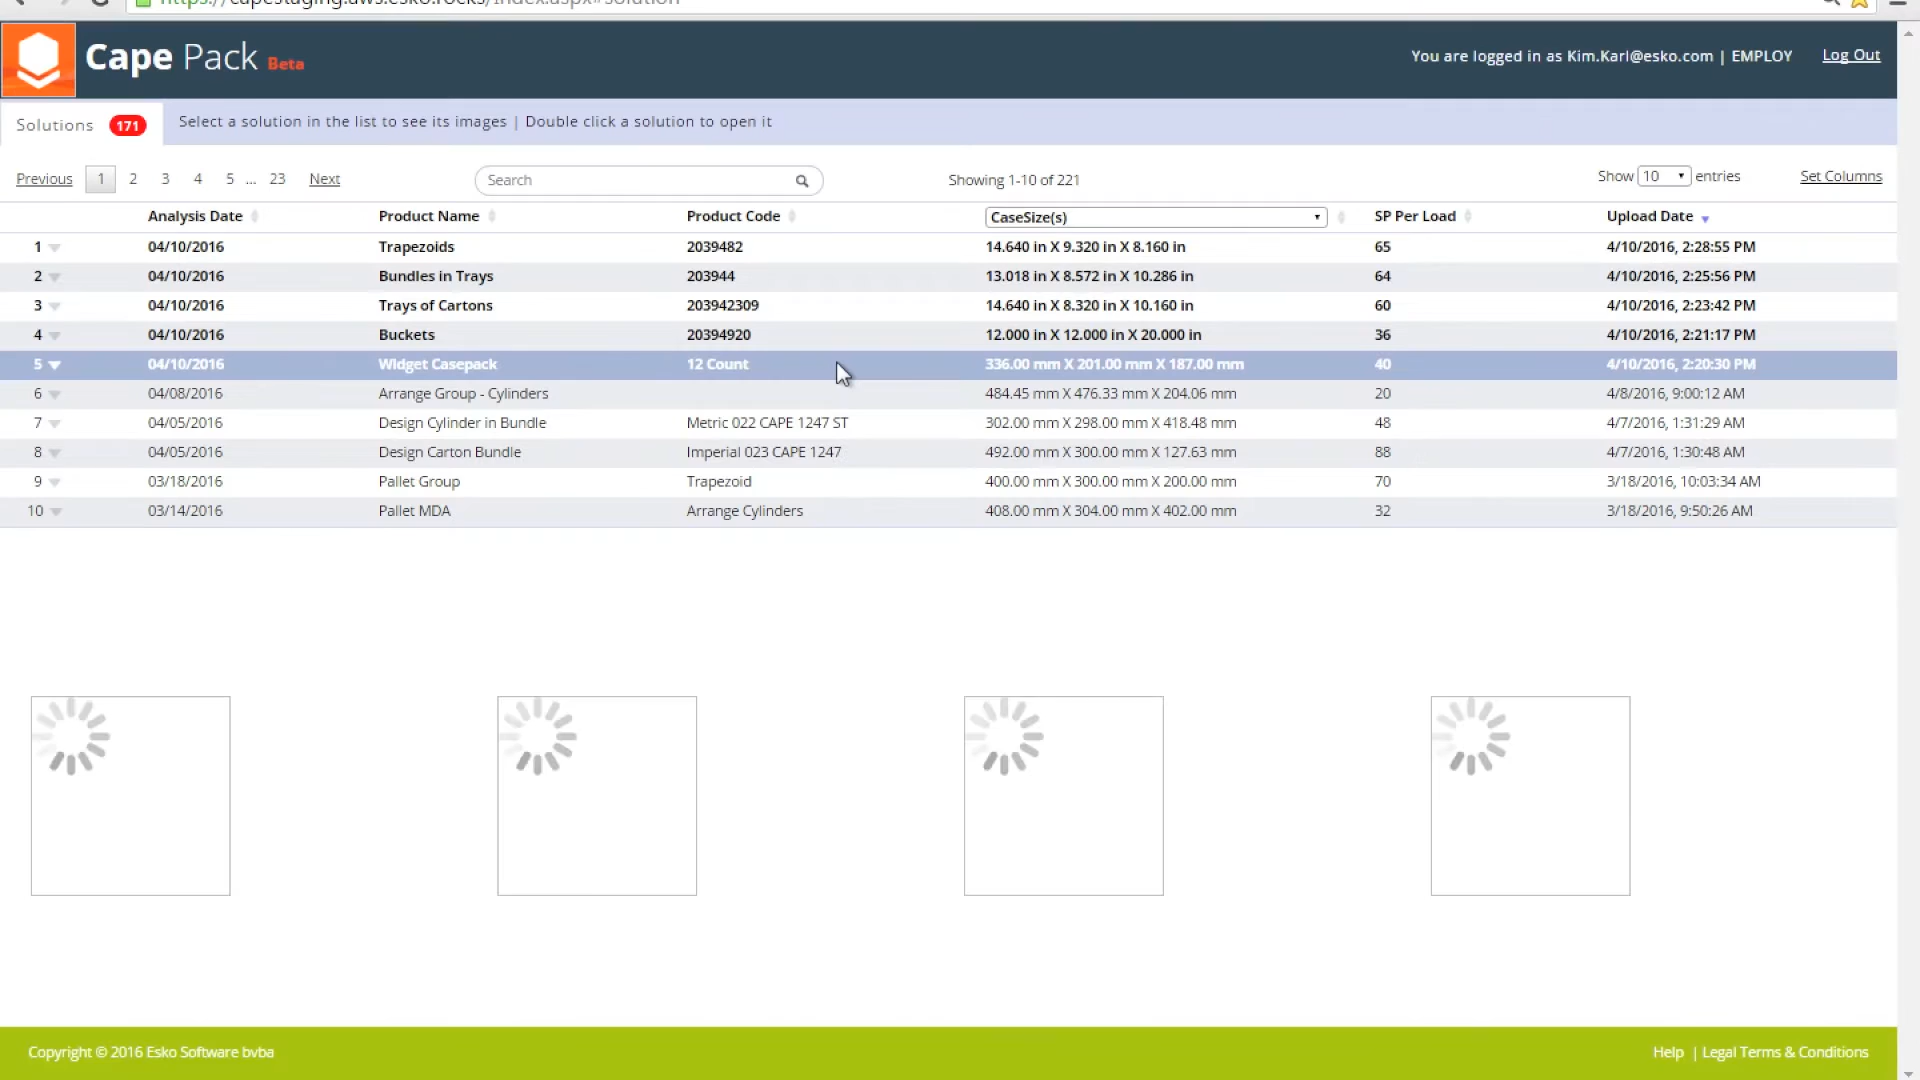 https://capestaging.aws.esko.rocks/index.aspx#solution
Cape Pack Beta
You are logged in as Kim.Karl@esko.com | EMPLOY
Log Out
Solutions 171
Select a solution in the list to see its images | Double click a solution to open it
Previous 1 2 3 4 5 ... 23 Next
Search
Showing 1-10 of 221
Show 10 entries
Set Columns
Analysis Date Product Name Product Code CaseSize(s) SP Per Load Upload Date
1 04/10/2016 Trapezoids 2039482 14.640 in X 9.320 in X 8.160 in 65 4/10/2016, 2:28:55 PM
2 04/10/2016 Bundles in Trays 203944 13.018 in X 8.572 in X 10.286 in 64 4/10/2016, 2:25:56 PM
3 04/10/2016 Trays of Cartons 203942309 14.640 in X 8.320 in X 10.160 in 60 4/10/2016, 2:23:42 PM
4 04/10/2016 Buckets 20394920 12.000 in X 12.000 in X 20.000 in 36 4/10/2016, 2:21:17 PM
5 04/10/2016 Widget Casepack 12 Count 336.00 mm X 201.00 mm X 187.00 mm 40 4/10/2016, 2:20:30 PM
6 04/08/2016 Arrange Group - Cylinders 484.45 mm X 476.33 mm X 204.06 mm 20 4/8/2016, 9:00:12 AM
7 04/05/2016 Design Cylinder in Bundle Metric 022 CAPE 1247 ST 302.00 mm X 298.00 mm X 418.48 mm 48 4/7/2016, 1:31:29 AM
8 04/05/2016 Design Carton Bundle Imperial 023 CAPE 1247 492.00 mm X 300.00 mm X 127.63 mm 88 4/7/2016, 1:30:48 AM
9 03/18/2016 Pallet Group Trapezoid 400.00 mm X 300.00 mm X 200.00 mm 70 3/18/2016, 10:03:34 AM
10 03/14/2016 Pallet MDA Arrange Cylinders 408.00 mm X 304.00 mm X 402.00 mm 32 3/18/2016, 9:50:26 AM
Copyright © 2016 Esko Software bvba
Help | Legal Terms & Conditions